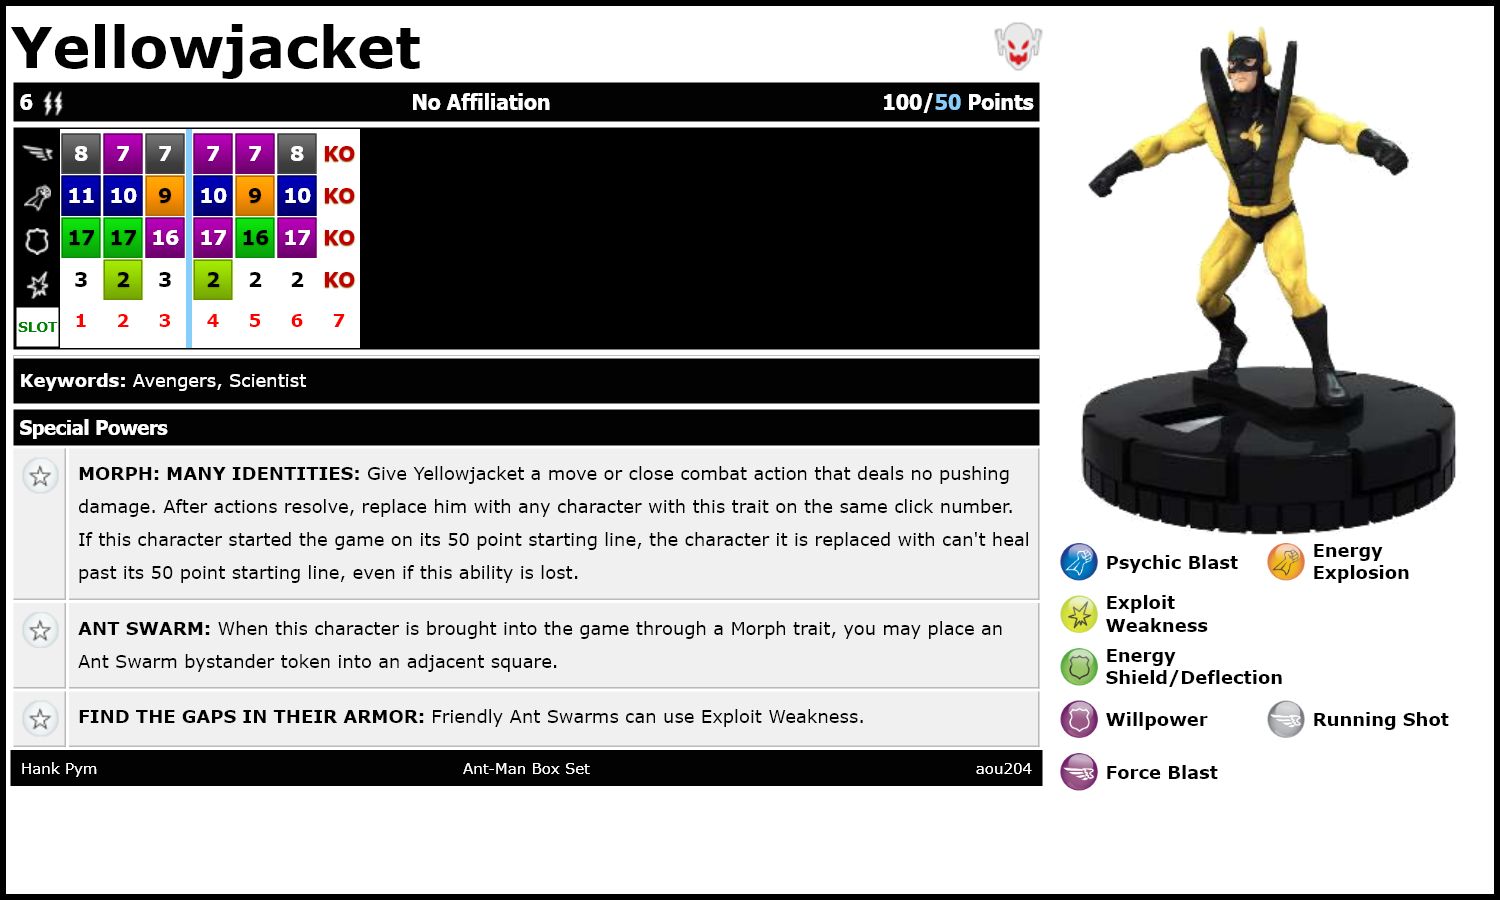 Yellowjacket
6 No Affiliation 100/50 Points
8 7 7 7 7 8 KO
11 10 9 10 9 10 KO
17 17 16 17 16 17 KO
3 2 3 2 2 2 KO
SLOT 1 2 3 4 5 6 7
Keywords: Avengers, Scientist
Special Powers
MORPH: MANY IDENTITIES: Give Yellowjacket a move or close combat action that deals no pushing
damage. After actions resolve, replace him with any character with this trait on the same click number.
If this character started the game on its 50 point starting line, the character it is replaced with can't heal
past its 50 point starting line, even if this ability is lost.
ANT SWARM: When this character is brought into the game through a Morph trait, you may place an
Ant Swarm bystander token into an adjacent square.
FIND THE GAPS IN THEIR ARMOR: Friendly Ant Swarms can use Exploit Weakness.
Hank Pym Ant-Man Box Set aou204
Psychic Blast
Energy
Explosion
Exploit
Weakness
Energy
Shield/Deflection
Willpower
Running Shot
Force Blast